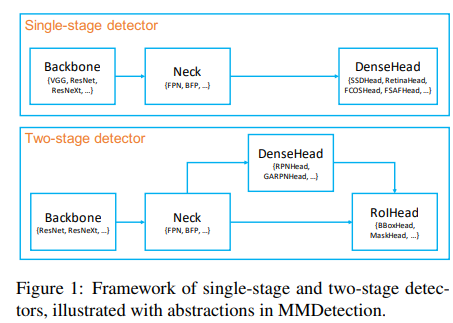 Single-stage detector
Backbone
{VGG, ResNet,
ResNeXt, ...}
Neck
{FPN, BFP, ...}
DenseHead
{SSDHead, RetinaHead,
FCOSHead, FSAFHead, ...}
Two-stage detector
DenseHead
{RPNHead,
GARPNHead, ...}
Backbone
{ResNet, ResNeXt, ...}
Neck
{FPN, BFP, ...}
RoIHead
{BBoxHead,
MaskHead, ...}
Figure 1: Framework of single-stage and two-stage detec-
tors, illustrated with abstractions in MMDetection.